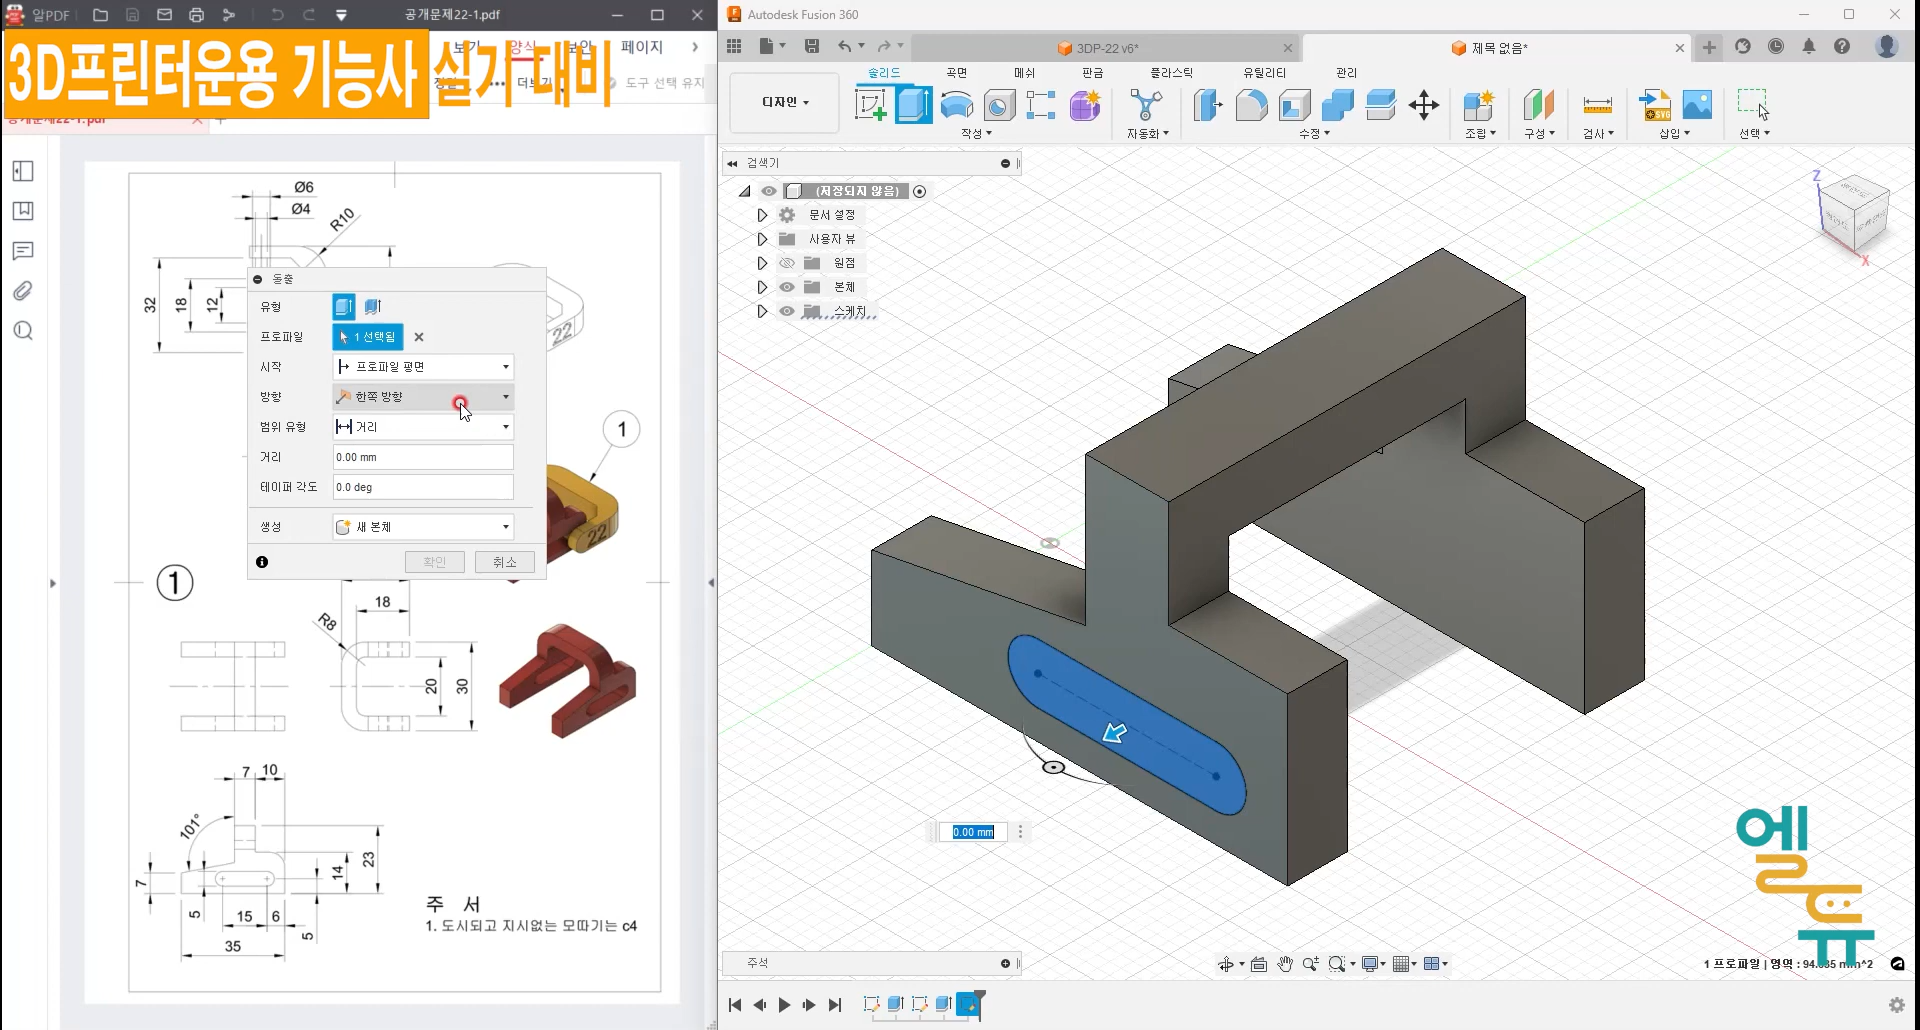 알PDF
공개문제22-1.pdf
3D프린터운용 기능사 실기 대비
페이지
더보기
도구 선택 유지
Ø6
Ø4
R10
32
18
12
22
돌출
유형
프로파일
1 선택됨
시작
프로파일 평면
방향
한쪽 방향
범위 유형
거리
거리
0.00 mm
테이퍼 각도
0.0 deg
생성
새 본체
확인
취소
1
22
1
18
R8
20
30
7
10
101°
23
14
7
5
15
6
5
35
주 서
1. 도시되고 지시없는 모따기는 c4
Autodesk Fusion 360
3DP-22 v6*
제목 없음*
디자인
솔리드
곡면
메쉬
판금
플라스틱
유틸리티
관리
작성
자동화
수정
조립
구성
검사
삽입
선택
검색기
(저장되지 않음)
문서 설정
사용자 뷰
원점
본체
스케치
Z
X
0.00 mm
엘듀
주석
1 프로파일 | 영역 :